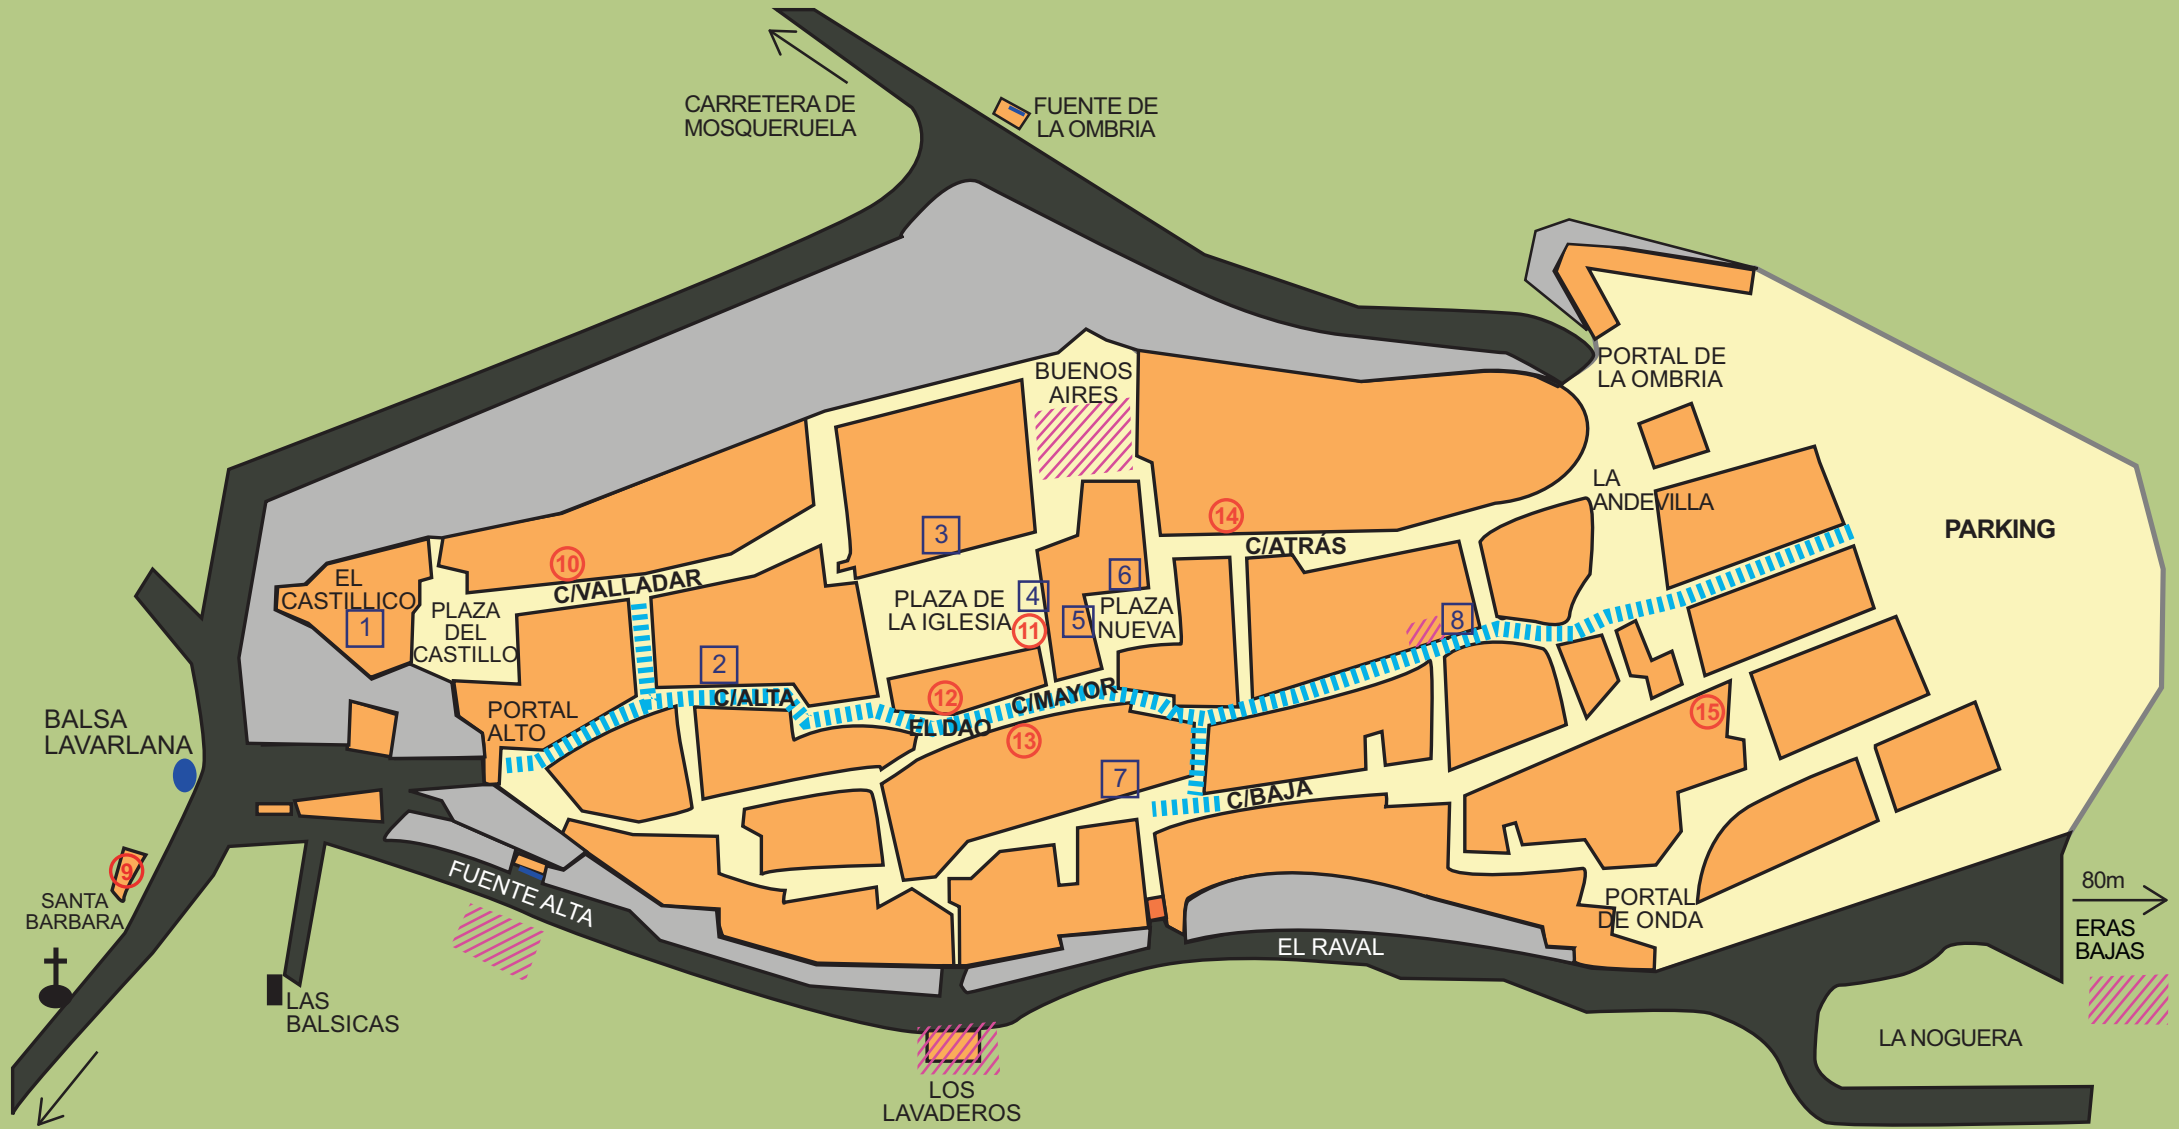 CARRETERA DE
MOSQUERUELA
FUENTE DE
LA OMBRIA
PORTAL DE
LA OMBRIA
BUENOS
AIRES
LA
ANDEVILLA
PARKING
3
14
C/ATRÁS
10
C/VALLADAR
EL
CASTILLICO
1
PLAZA
DEL
CASTILLO
PLAZA DE
LA IGLESIA
4
11
5
6
PLAZA
NUEVA
8
2
C/ALTA
12
C/MAYOR
EL DAO
13
15
PORTAL
ALTO
BALSA
LAVARLANA
7
C/BAJA
9
SANTA
BARBARA
FUENTE ALTA
PORTAL
DE ONDA
80m
ERAS
BAJAS
EL RAVAL
LAS
BALSICAS
LA NOGUERA
LOS
LAVADEROS